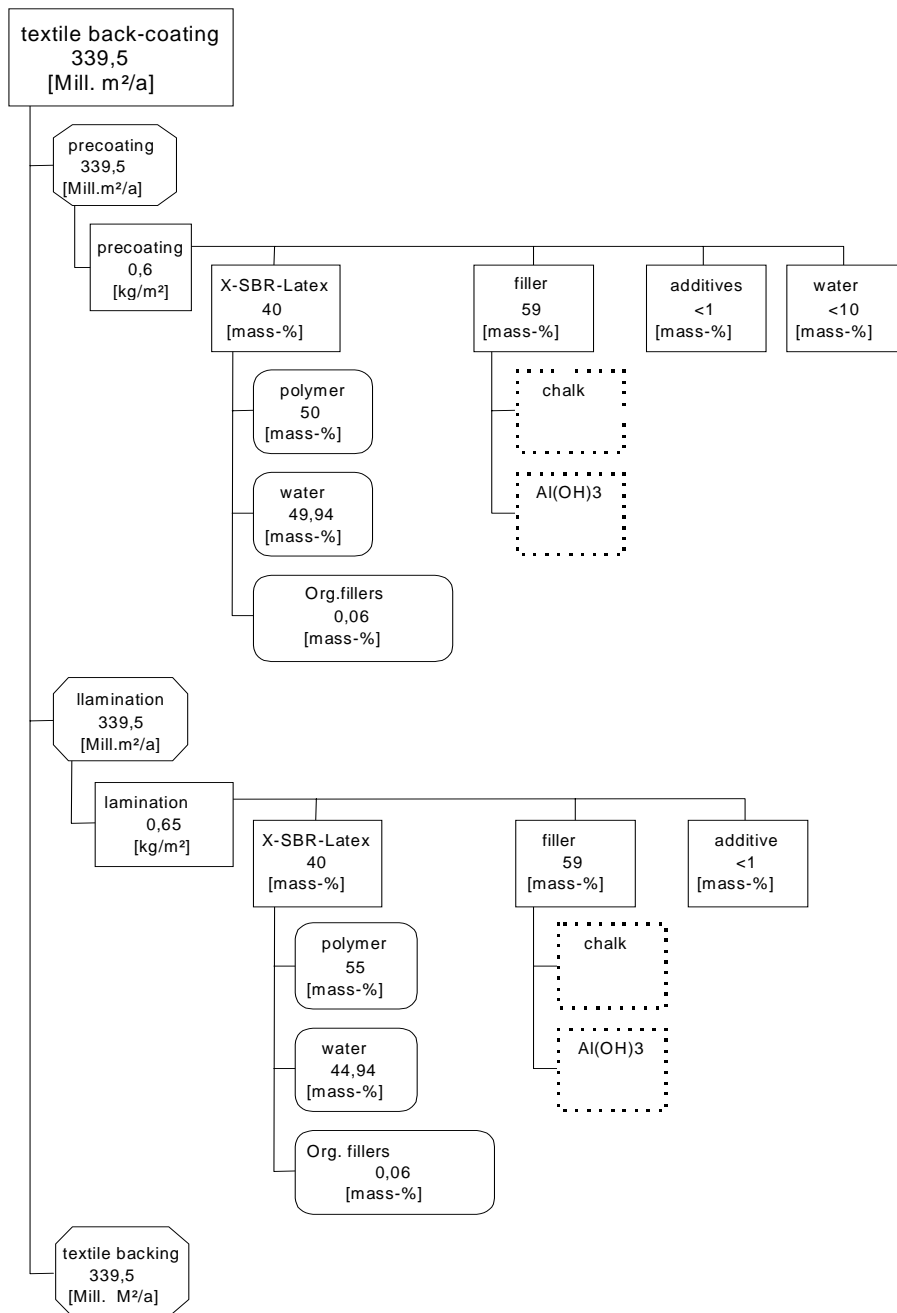 textile back-coating
339,5
[Mill. m²/a]
precoating
339,5
[Mill.m²/a]
precoating
0,6
[kg/m²]
X-SBR-Latex
40
[mass-%]
filler
59
[mass-%]
additives
<1
[mass-%]
water
<10
[mass-%]
polymer
50
[mass-%]
chalk
water
49,94
[mass-%]
Al(OH)3
Org.fillers
0,06
[mass-%]
llamination
339,5
[Mill.m²/a]
lamination
0,65
[kg/m²]
X-SBR-Latex
40
[mass-%]
filler
59
[mass-%]
additive
<1
[mass-%]
polymer
55
[mass-%]
chalk
water
44,94
[mass-%]
Al(OH)3
Org. fillers
0,06
[mass-%]
textile backing
339,5
[Mill. M²/a]